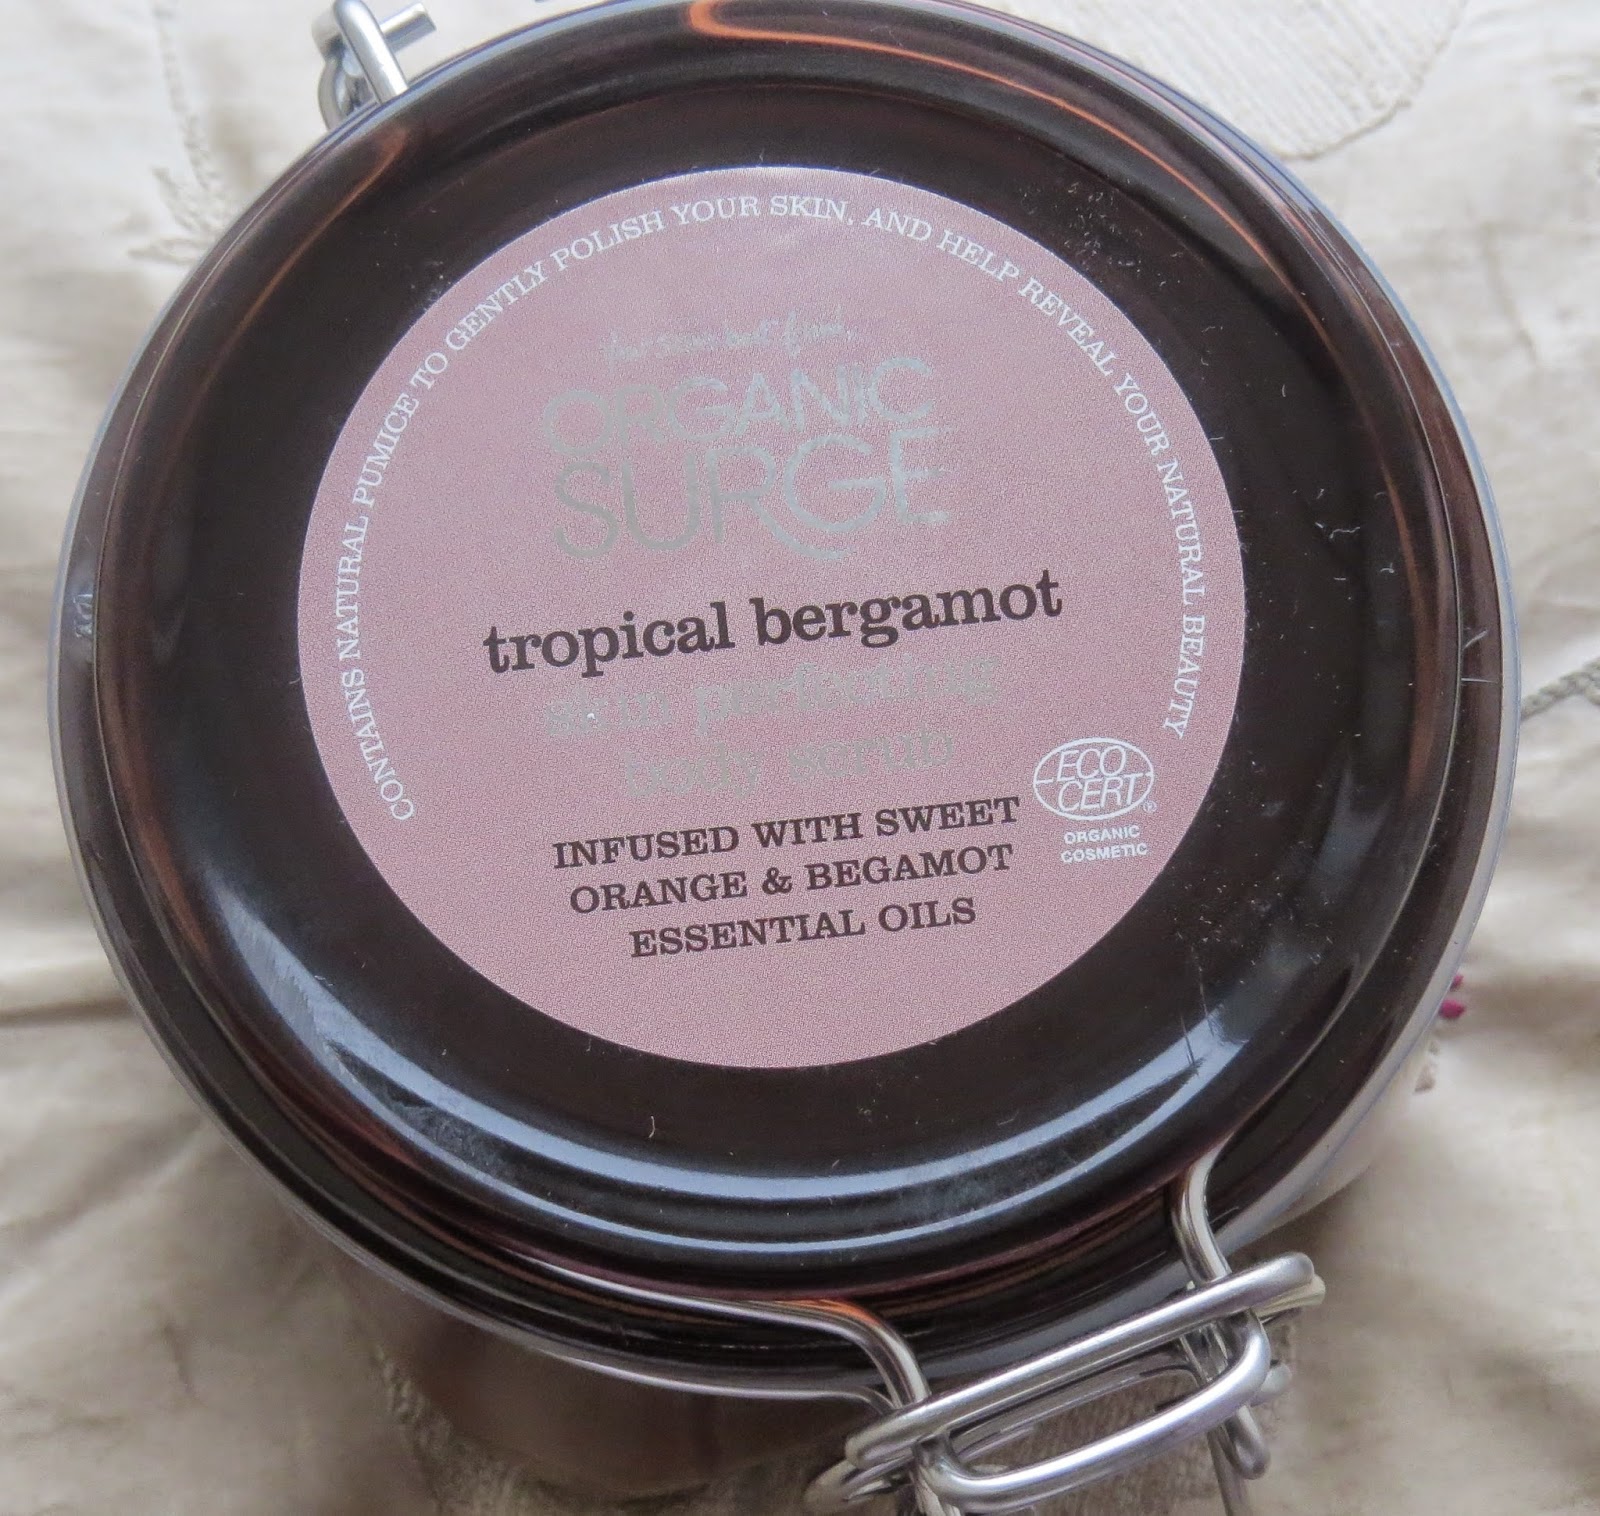 CONTAINS NATURAL PUMICE TO GENTLY POLISH YOUR SKIN, AND HELP REVEAL YOUR NATURAL BEAUTY
ORGANIC
SURGE
tropical bergamot
skin perfecting
body scrub
INFUSED WITH SWEET
ORANGE & BEGAMOT
ESSENTIAL OILS
ECO
CERT®
ORGANIC
COSMETIC